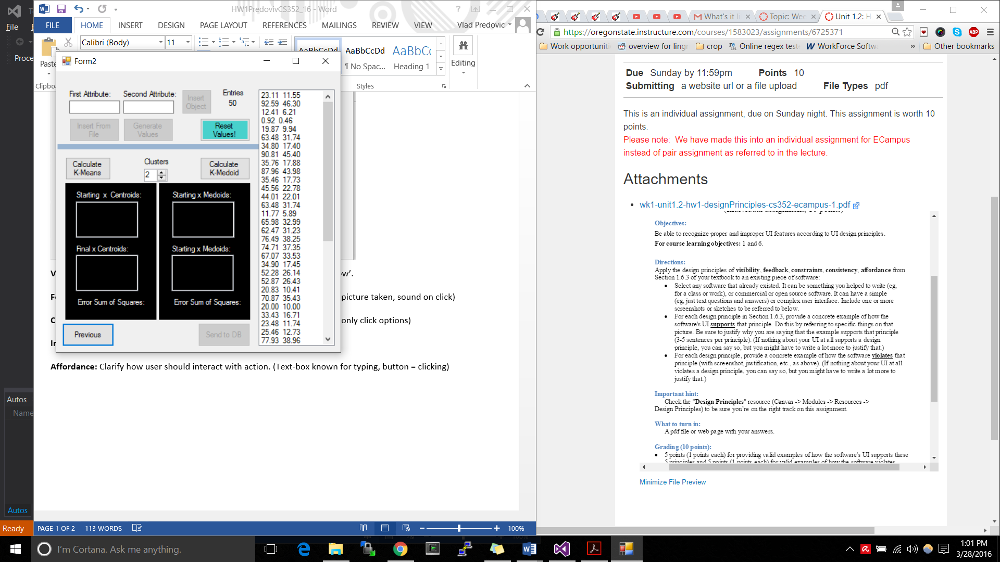 HW1PredovivCS352_16 - Word
FILE HOME INSERT DESIGN PAGE LAYOUT REFERENCES MAILINGS REVIEW VIEW Vlad Predovic
File
Proce
Calibri (Body) 11
Paste
Clipbo
AaBbCcDd AaBbCcDd AaBbC
¶ No Spac... Heading 1
Styles
Editing
Form2
First Attribute: Second Attribute:
Insert Object
Entries
50
Insert From File
Generate Values
Reset Values!
Calculate K-Means
Clusters
2
Calculate K-Medoid
Starting x Centroids:
Starting x Medoids:
Final x Centroids:
Starting x Medoids:
Error Sum of Squares:
Error Sum of Squares:
Previous
Send to DB
23.11 11.55
92.59 46.30
12.41 6.21
0.92 0.46
19.87 9.94
63.48 31.74
34.80 17.40
90.81 45.40
35.76 17.88
87.96 43.98
35.46 17.73
45.56 22.78
44.01 22.01
63.48 31.74
11.77 5.89
65.98 32.99
62.47 31.23
76.49 38.25
74.71 37.35
67.07 33.53
34.90 17.45
52.28 26.14
52.87 26.43
20.83 10.41
70.87 35.43
20.00 10.00
33.43 16.71
23.48 11.74
25.46 12.73
77.93 38.96
ow’.
picture taken, sound on click)
only click options)
Affordance: Clarify how user should interact with action. (Text-box known for typing, button = clicking)
Autos
Name
Autos
Ready
PAGE 1 OF 2 113 WORDS
100%
What's it li
Topic: Wee
Unit 1.2: H
https://oregonstate.instructure.com/courses/1583023/assignments/6725371
Work opportuniti overview for lingr crop Online regex test WorkForce Softw » Other bookmarks
Due Sunday by 11:59pm Points 10
Submitting a website url or a file upload File Types pdf
This is an individual assignment, due on Sunday night. This assignment is worth 10
points.
Please note: We have made this into an individual assignment for ECampus
instead of pair assignment as referred to in the lecture.
Attachments
wk1-unit1.2-hw1-designPrinciples-cs352-ecampus-1.pdf
Objectives:
Be able to recognize proper and improper UI features according to UI design principles.
For course learning objectives: 1 and 6.
Directions:
Apply the design principles of visibility, feedback, constraints, consistency, affordance from
Section 1.6.3 of your textbook to an existing piece of software:
• Select any software that already existed. It can be something you helped to write (eg,
for a class or work), or commercial or open source software. It can have a simple
(eg, just text questions and answers) or complex user interface. Include one or more
screenshots or sketches to be referred to below.
• For each design principle in Section 1.6.3, provide a concrete example of how the
software's UI supports that principle. Do this by referring to specific things on that
picture. Be sure to justify why you are saying that the example supports that principle
(3-5 sentences per principle). (If nothing about your UI at all supports a design
principle, you can say so, but you might have to write a lot more to justify that.)
• For each design principle, provide a concrete example of how the software violates that
principle (with screenshot, justification, etc., as above). (If nothing about your UI at all
violates a design principle, you can say so, but you might have to write a lot more to
justify that.)
Important hint:
Check the "Design Principles" resource (Canvas -> Modules -> Resources ->
Design Principles) to be sure you’re on the right track on this assignment.
What to turn in:
A pdf file or web page with your answers.
Grading (10 points):
• 5 points (1 points each) for providing valid examples of how the software's UI supports these
5 principles and 5 points (1 points each) for valid examples of how the software violates
Minimize File Preview
I'm Cortana. Ask me anything.
1:01 PM
3/28/2016